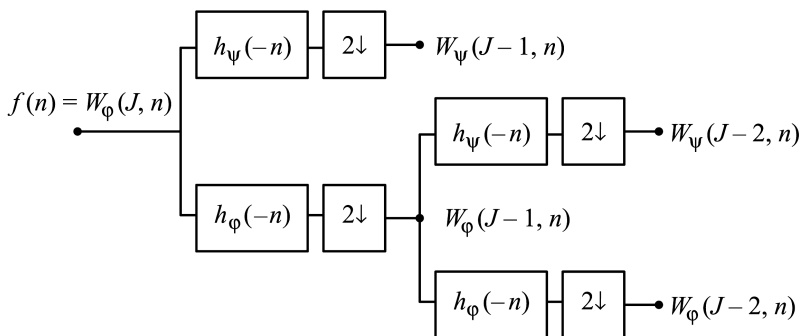 h_ψ(−n) 2↓ W_ψ(J−1, n)
f(n) = W_φ(J, n)
h_ψ(−n) 2↓ W_ψ(J−2, n)
h_φ(−n) 2↓ W_φ(J−1, n)
h_φ(−n) 2↓ W_φ(J−2, n)